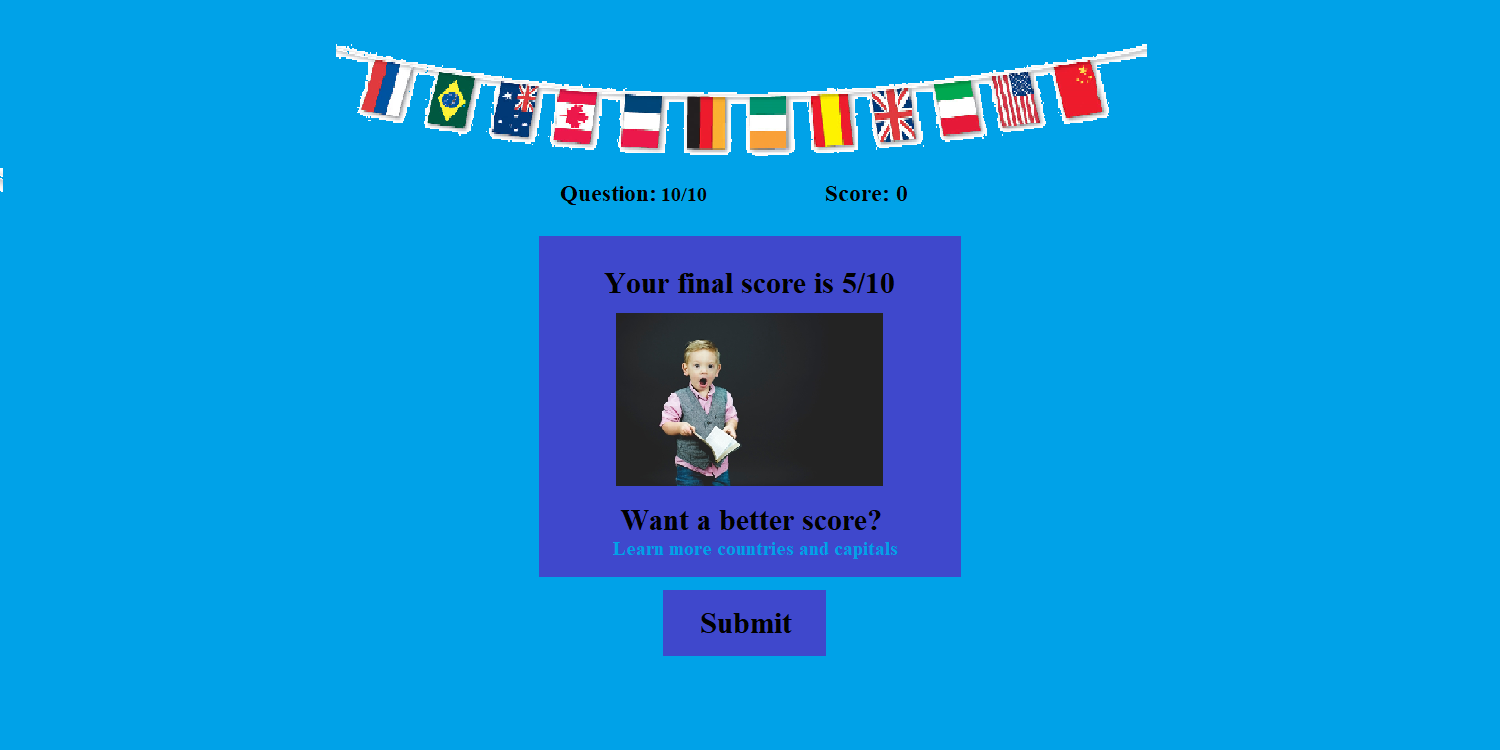 Question: 10/10 Score: 0
Your final score is 5/10
Want a better score?
Learn more countries and capitals
Submit